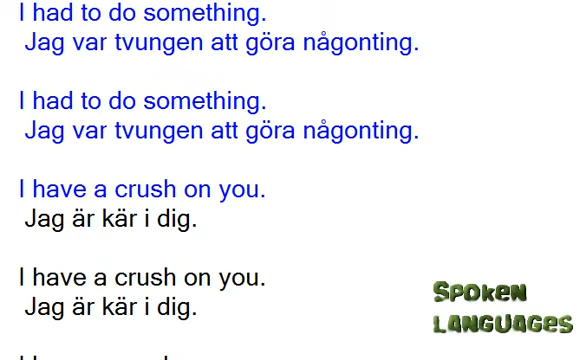 I had to do something.
Jag var tvungen att göra någonting.
I had to do something.
Jag var tvungen att göra någonting.
I have a crush on you.
Jag är kär i dig.
I have a crush on you.
Jag är kär i dig.
Spoken
Languages